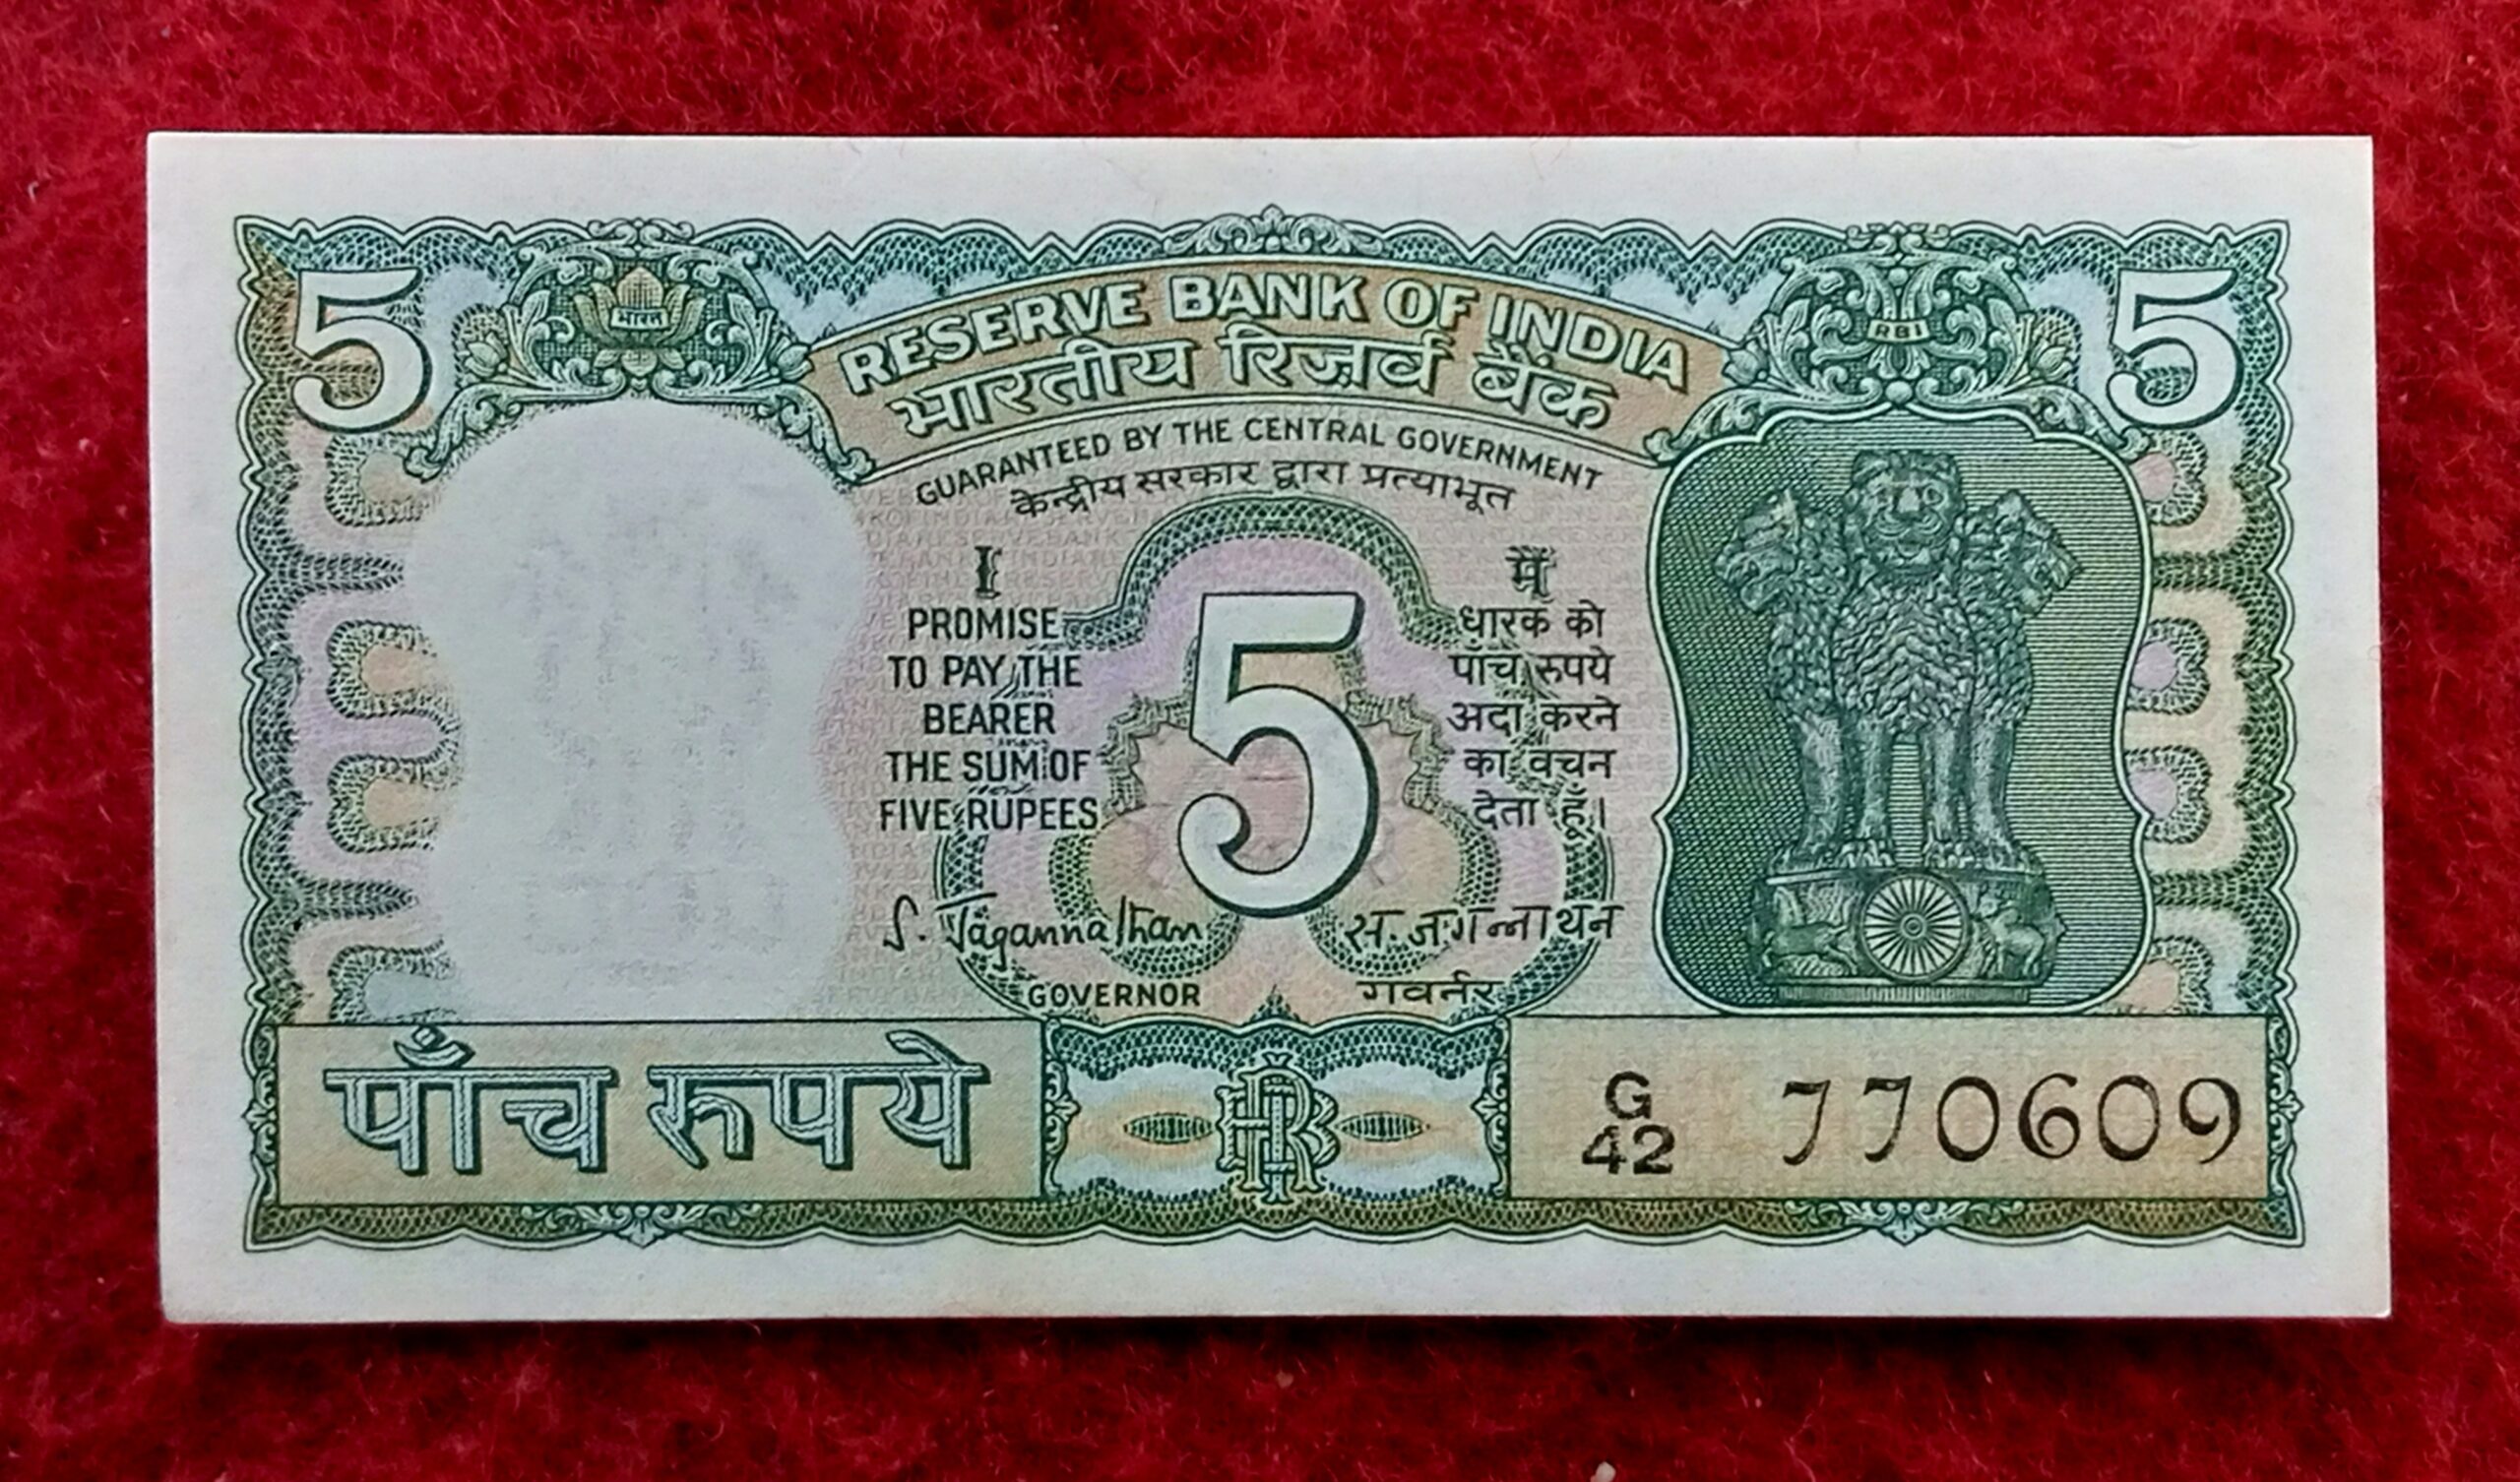 5
भारत
RESERVE BANK OF INDIA
भारतीय रिज़र्व बैंक
RBI
5
GUARANTEED BY THE CENTRAL GOVERNMENT
केन्द्रीय सरकार द्वारा प्रत्याभूत
I
PROMISE
TO PAY THE
BEARER
THE SUM OF
FIVE RUPEES
5
मैं
धारक को
पाँच रुपये
अदा करने
का वचन
देता हूँ।
S. Jagannathan
GOVERNOR
स. जगन्नाथन
गवर्नर
पाँच रुपये
G
42
770609